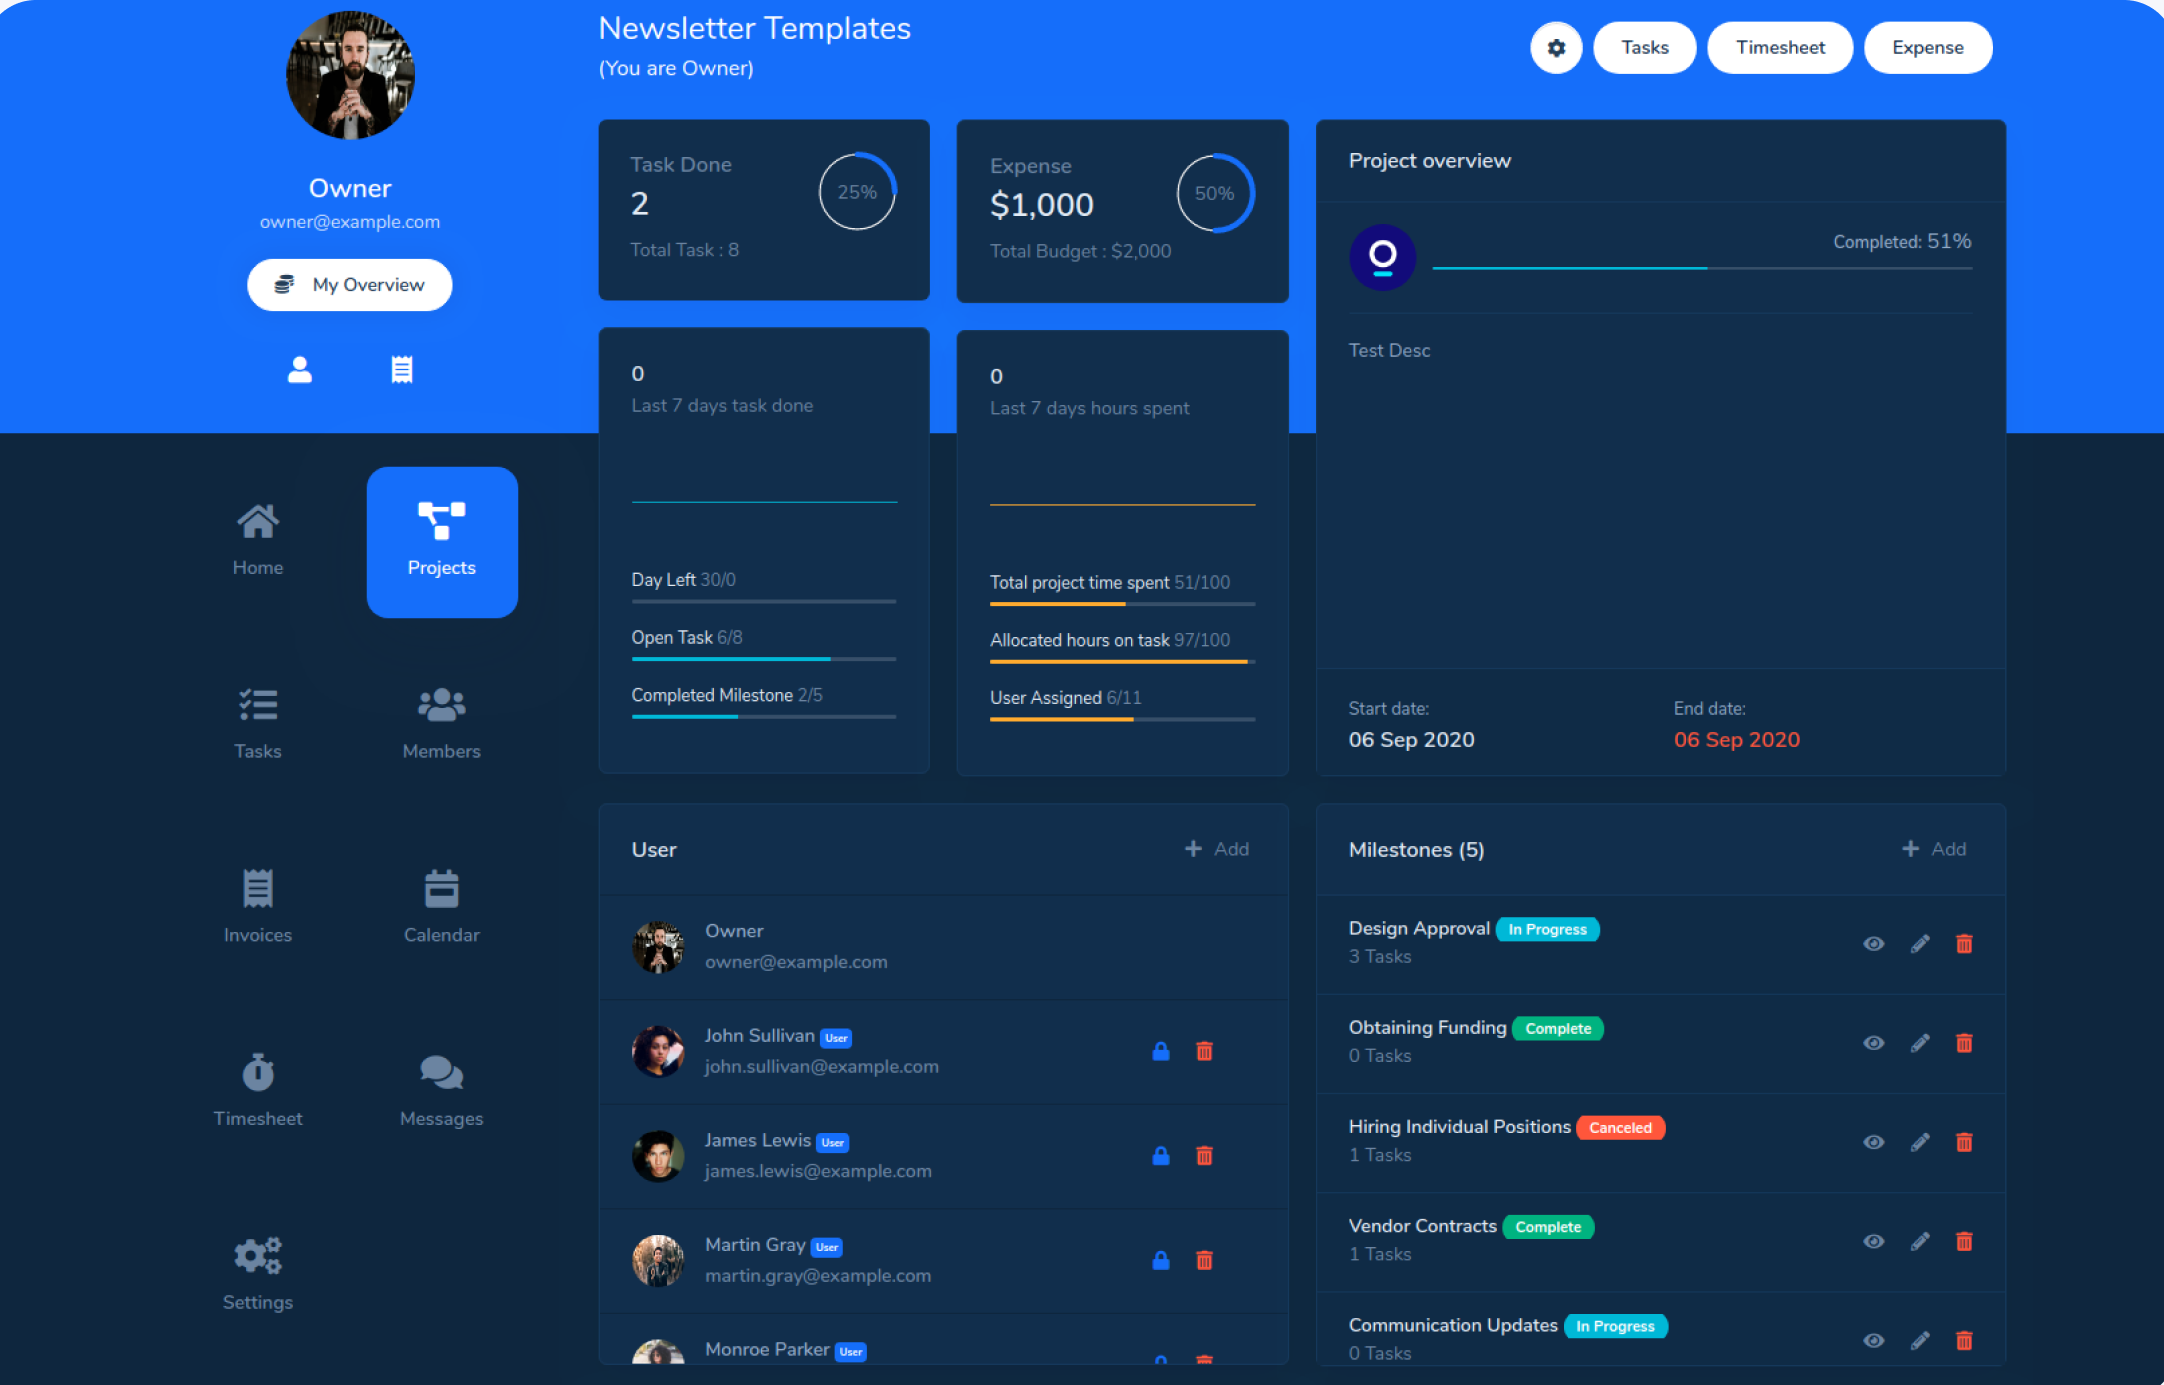 Newsletter Templates
(You are Owner)
Tasks
Timesheet
Expense
Owner
owner@example.com
My Overview
Home
Projects
Tasks
Members
Invoices
Calendar
Timesheet
Messages
Settings
Task Done
2
Total Task : 8
25%
Expense
$1,000
Total Budget : $2,000
50%
0
Last 7 days task done
Day Left 30/0
Open Task 6/8
Completed Milestone 2/5
0
Last 7 days hours spent
Total project time spent 51/100
Allocated hours on task 97/100
User Assigned 6/11
Project overview
Completed: 51%
Test Desc
Start date:
06 Sep 2020
End date:
06 Sep 2020
User
Add
Owner
owner@example.com
John Sullivan User
john.sullivan@example.com
James Lewis User
james.lewis@example.com
Martin Gray User
martin.gray@example.com
Monroe Parker User
Milestones (5)
Add
Design Approval In Progress
3 Tasks
Obtaining Funding Complete
0 Tasks
Hiring Individual Positions Canceled
1 Tasks
Vendor Contracts Complete
1 Tasks
Communication Updates In Progress
0 Tasks